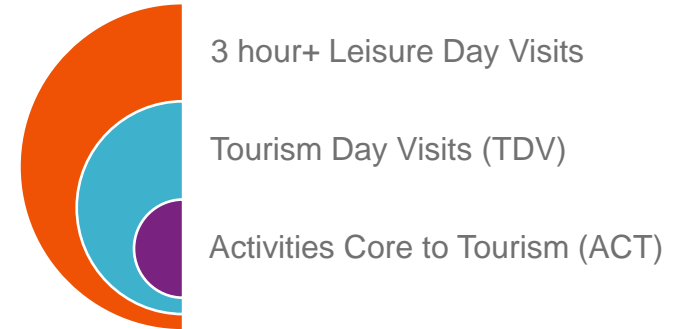 3 hour+ Leisure Day Visits
Tourism Day Visits (TDV)
Activities Core to Tourism (ACT)